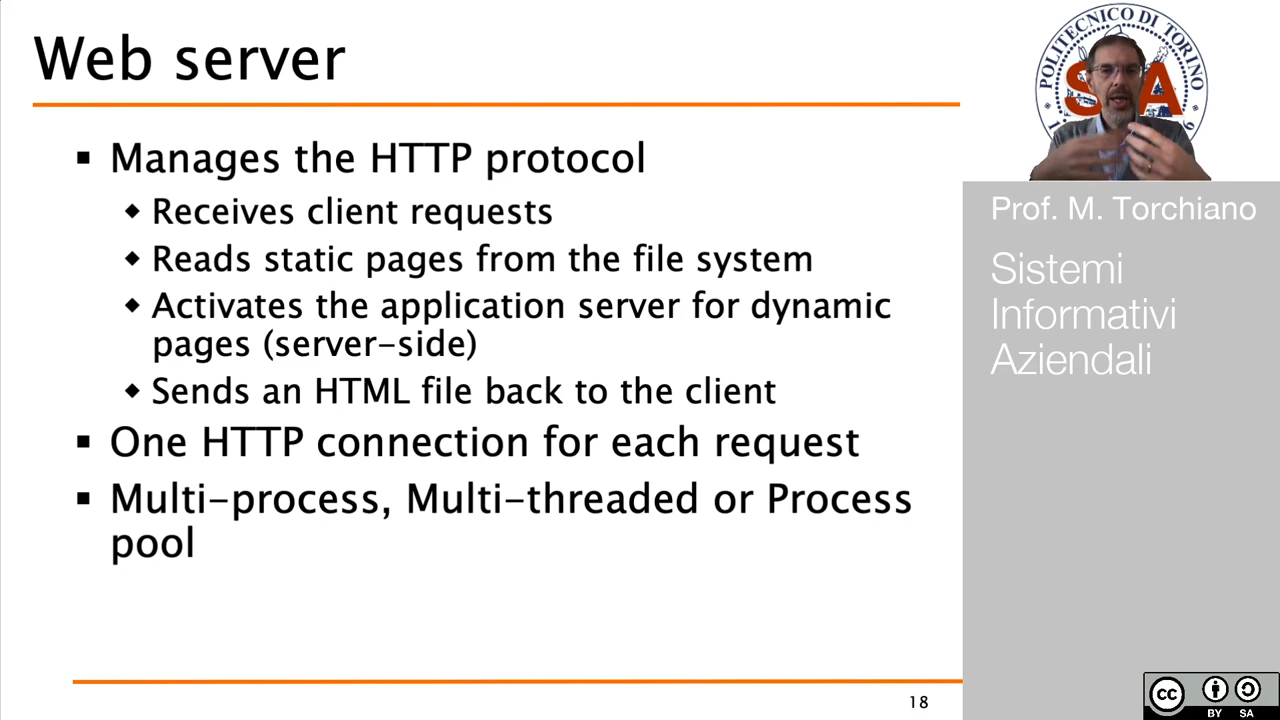 Web server
Manages the HTTP protocol
Receives client requests
Reads static pages from the file system
Activates the application server for dynamic
pages (server-side)
Sends an HTML file back to the client
One HTTP connection for each request
Multi-process, Multi-threaded or Process
pool
18
POLITECNICO DI TORINO
Prof. M. Torchiano
Sistemi
Informativi
Aziendali
cc
BY SA